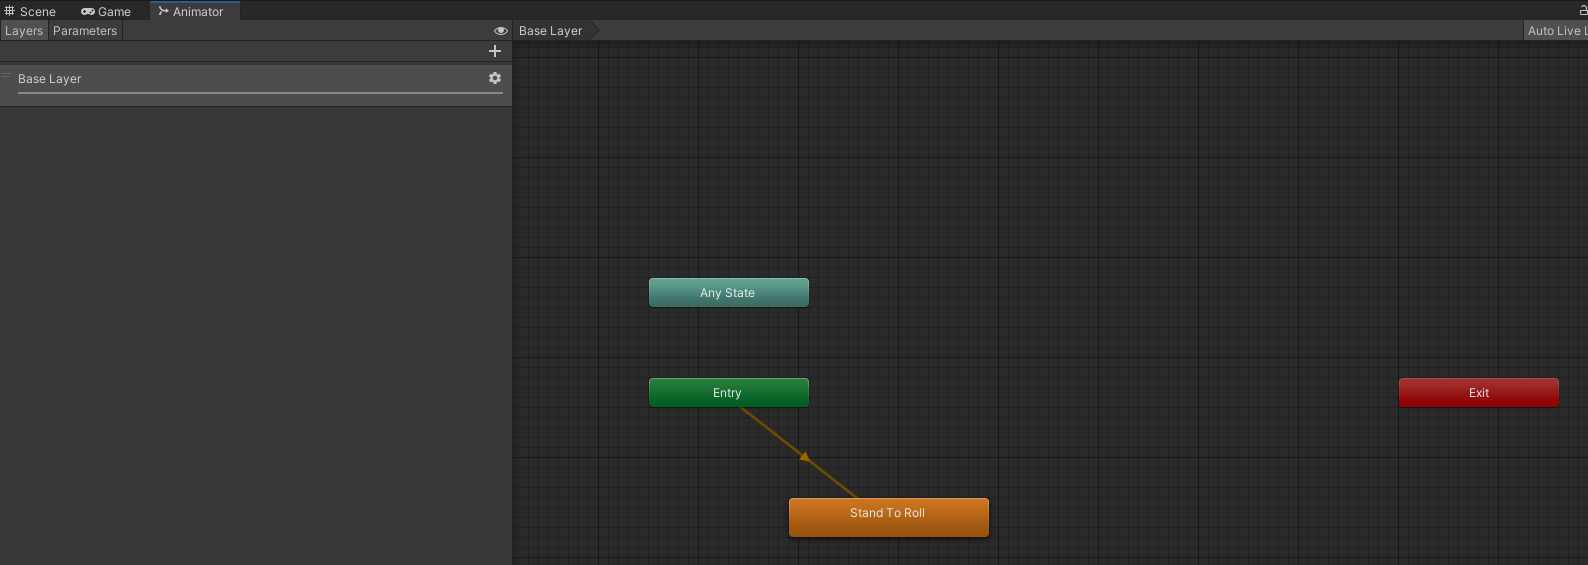 Scene Game Animator
Layers Parameters
Base Layer
Auto Live L
Base Layer
Any State
Entry
Exit
Stand To Roll